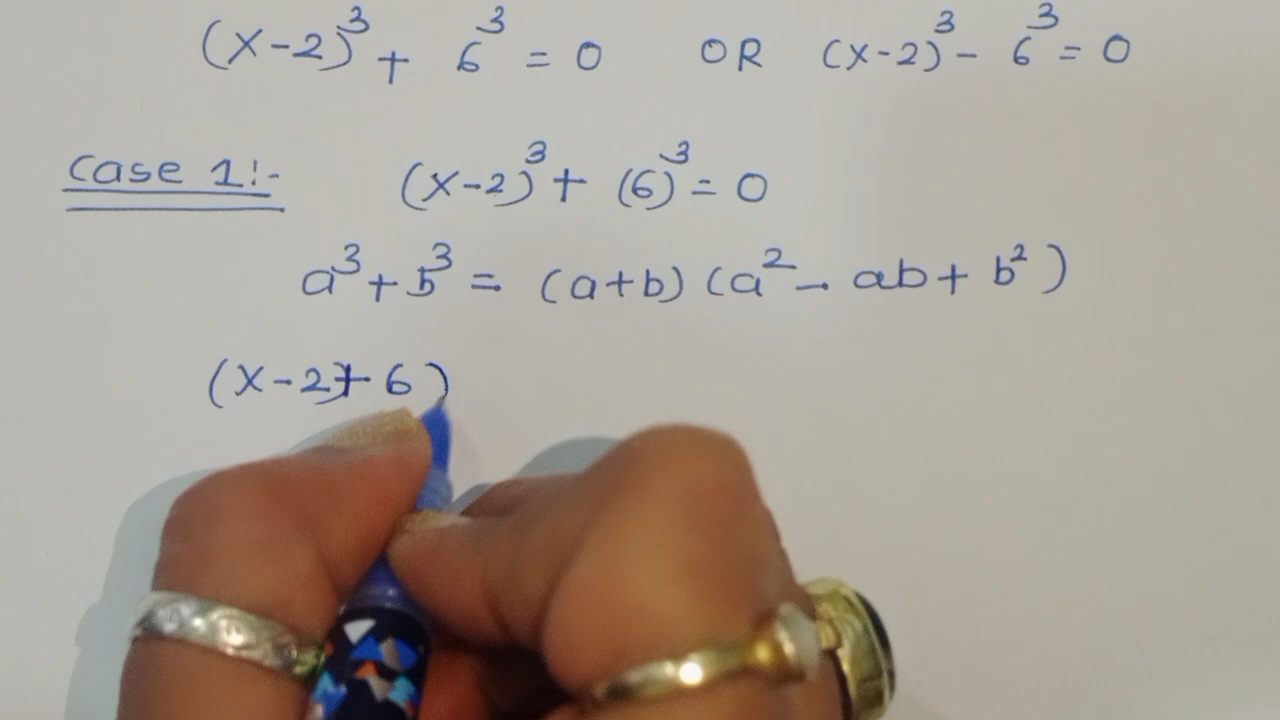 (x-2)³ + 6³ = 0 OR (x-2)³ - 6³ = 0
Case 1:- (x-2)³ + (6)³ = 0
a³ + b³ = (a+b) (a² - ab + b²)
(x-2)+ 6)